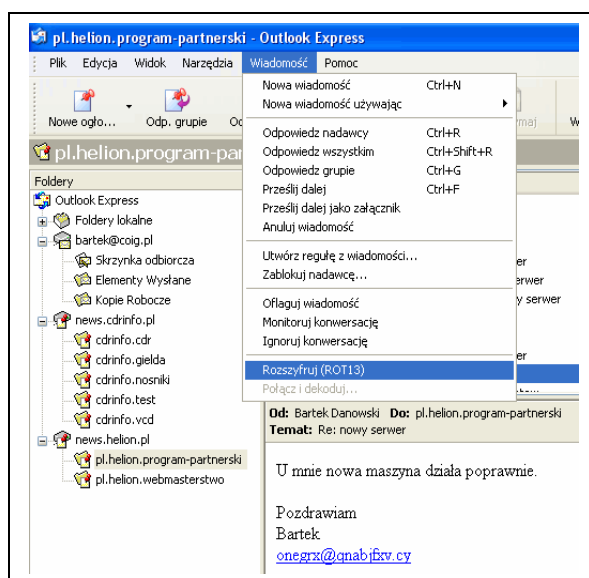 pl.helion.program-partnerski - Outlook Express
Plik Edycja Widok Narzędzia Wiadomość Pomoc
Nowe ogło... Odp. grupie
pl.helion.program-par
Foldery
Outlook Express
Foldery lokalne
bartek@coig.pl
Skrzynka odbiorcza
Elementy Wysłane
Kopie Robocze
news.cdrinfo.pl
cdrinfo.cdr
cdrinfo.gielda
cdrinfo.nosniki
cdrinfo.test
cdrinfo.vcd
news.helion.pl
pl.helion.program-partnerski
pl.helion.webmasterstwo
Nowa wiadomość Ctrl+N
Nowa wiadomość używając
Odpowiedz nadawcy Ctrl+R
Odpowiedz wszystkim Ctrl+Shift+R
Odpowiedz grupie Ctrl+G
Prześlij dalej Ctrl+F
Prześlij dalej jako załącznik
Anuluj wiadomość
Utwórz regułę z wiadomości...
Zablokuj nadawcę...
Oflaguj wiadomość
Monitoruj konwersację
Ignoruj konwersację
Rozszyfruj (ROT13)
Połącz i dekoduj...
er
erwer
y serwer
er
Od: Bartek Danowski Do: pl.helion.program-partnerski
Temat: Re: nowy serwer
U mnie nowa maszyna działa poprawnie.
Pozdrawiam
Bartek
onegrx@qnabjfxv.cy